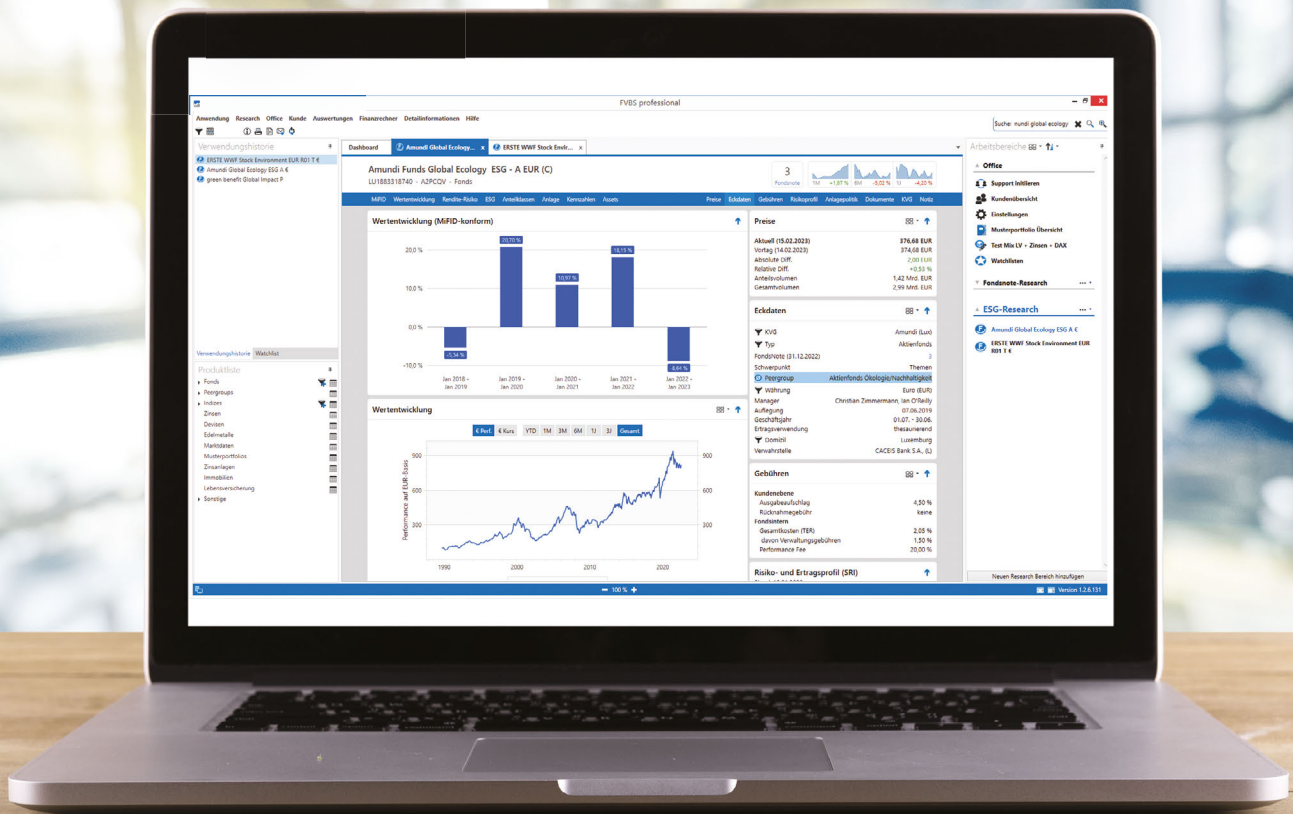 FVBS professional
Anwendung Research Office Kunde Auswertungen Finanzrechner Detailinformationen Hilfe
Suche: nundi global ecology
Verwendungshistorie
ERSTE WWF Stock Environment EUR R01 T €
Amundi Global Ecology ESG A €
green benefit Global Impact P
Verwendungshistorie Watchlist
Produktliste
Fonds
Peergroups
Indices
Zinsen
Devisen
Edelmetalle
Marktdaten
Musterportfolios
Zinsanlagen
Immobilien
Lebensversicherung
Sonstige
Dashboard Amundi Global Ecology... x ERSTE WWF Stock Envir... x
Amundi Funds Global Ecology ESG - A EUR (C)
LU1883318740 - A2PCQV - Fonds
3
Fondsnote
1M +1,87 % 6M -5,02 % 1J -4,20 %
MiFID Wertentwicklung Rendite-Risiko ESG Anteilklassen Anlage Kennzahlen Assets Preise Eckdaten Gebühren Risikoprofil Anlagepolitik Dokumente KVG Notiz
Wertentwicklung (MiFID-konform)
20,0 %
10,0 %
0,0 %
-10,0 %
-5,34 %
20,78 %
10,97 %
18,15 %
-8,84 %
Jan 2018 - Jan 2019
Jan 2019 - Jan 2020
Jan 2020 - Jan 2021
Jan 2021 - Jan 2022
Jan 2022 - Jan 2023
Wertentwicklung
€ Perf. € Kurs YTD 1M 3M 6M 1J 3J Gesamt
Performance auf EUR-Basis
900 900
600 600
300 300
1990 2000 2010 2020
Preise
Aktuell (15.02.2023) 376,68 EUR
Vortag (14.02.2023) 374,68 EUR
Absolute Diff. 2,00 EUR
Relative Diff. +0,53 %
Anteilsvolumen 1,42 Mrd. EUR
Gesamtvolumen 2,99 Mrd. EUR
Eckdaten
KVG Amundi (Lux)
Typ Aktienfonds
FondsNote (31.12.2022) 3
Schwerpunkt Themen
Peergroup Aktienfonds Ökologie/Nachhaltigkeit
Währung Euro (EUR)
Manager Christian Zimmermann, Ian O'Reilly
Auflegung 07.06.2019
Geschäftsjahr 01.07. - 30.06.
Ertragsverwendung thesaurierend
Domizil Luxemburg
Verwahrstelle CACEIS Bank S.A., (L)
Gebühren
Kundenebene
Ausgabeaufschlag 4,50 %
Rücknahmegebühr keine
Fondsintern
Gesamtkosten (TER) 2,05 %
davon Verwaltungsgebühren 1,50 %
Performance Fee 20,00 %
Risiko- und Ertragsprofil (SRI)
Arbeitsbereiche
Office
Support initiieren
Kundenübersicht
Einstellungen
Musterportfolio Übersicht
Test Mix LV + Zinsen + DAX
Watchlisten
Fondsnote-Research
ESG-Research
Amundi Global Ecology ESG A €
ERSTE WWF Stock Environment EUR
R01 T €
Neuen Research Bereich hinzufügen
100 %
Version 1.2.6.131